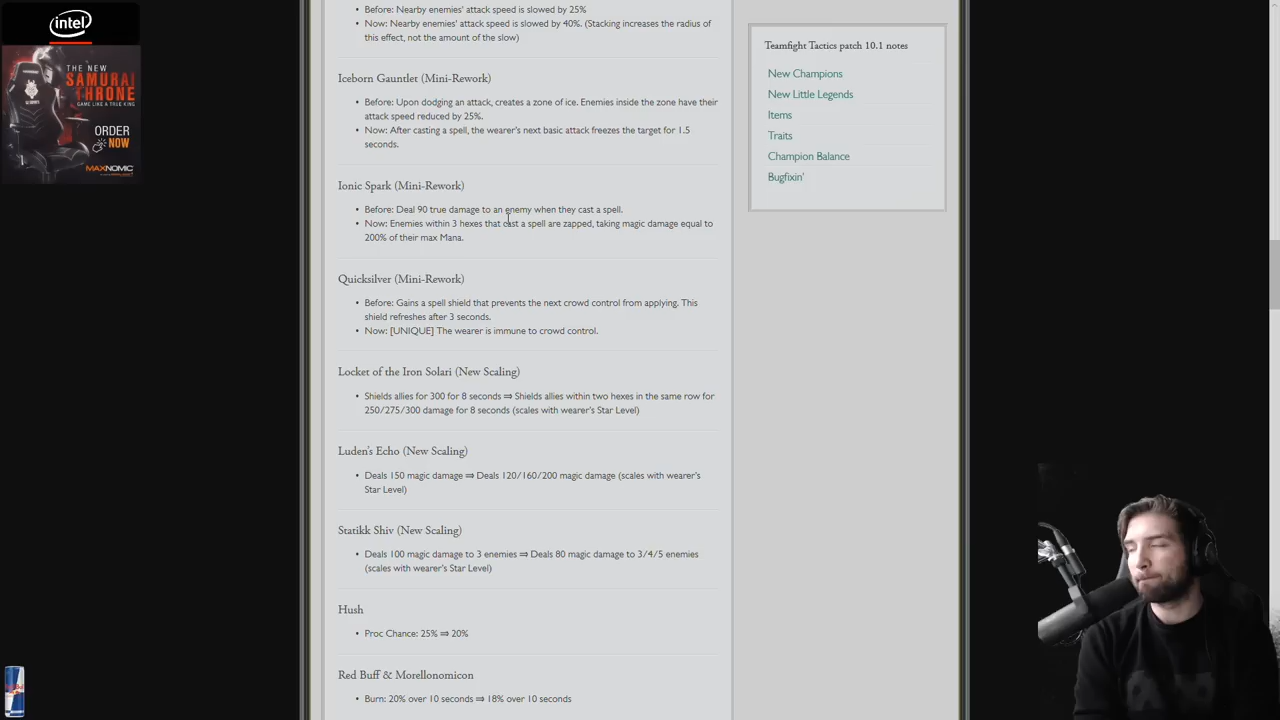 intel
THE NEW
SAMURAI
THRONE
GAME LIKE A TRUE KING
ORDER
NOW
MAXNOMIC
• Before: Nearby enemies' attack speed is slowed by 25%
• Now: Nearby enemies' attack speed is slowed by 40%. (Stacking increases the radius of
this effect, not the amount of the slow)
Iceborn Gauntlet (Mini-Rework)
• Before: Upon dodging an attack, creates a zone of ice. Enemies inside the zone have their
attack speed reduced by 25%.
• Now: After casting a spell, the wearer's next basic attack freezes the target for 1.5
seconds.
Ionic Spark (Mini-Rework)
• Before: Deal 90 true damage to an enemy when they cast a spell.
• Now: Enemies within 3 hexes that cast a spell are zapped, taking magic damage equal to
200% of their max Mana.
Quicksilver (Mini-Rework)
• Before: Gains a spell shield that prevents the next crowd control from applying. This
shield refreshes after 3 seconds.
• Now: [UNIQUE] The wearer is immune to crowd control.
Locket of the Iron Solari (New Scaling)
• Shields allies for 300 for 8 seconds ⇒ Shields allies within two hexes in the same row for
250/275/300 damage for 8 seconds (scales with wearer's Star Level)
Luden's Echo (New Scaling)
• Deals 150 magic damage ⇒ Deals 120/160/200 magic damage (scales with wearer's
Star Level)
Statikk Shiv (New Scaling)
• Deals 100 magic damage to 3 enemies ⇒ Deals 80 magic damage to 3/4/5 enemies
(scales with wearer's Star Level)
Hush
• Proc Chance: 25% ⇒ 20%
Red Buff & Morellonomicon
• Burn: 20% over 10 seconds ⇒ 18% over 10 seconds
Teamfight Tactics patch 10.1 notes
New Champions
New Little Legends
Items
Traits
Champion Balance
Bugfixin'